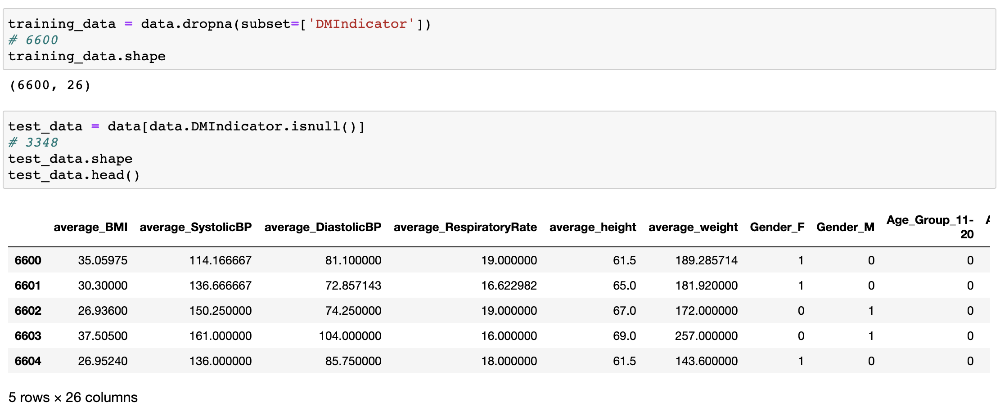 training_data = data.dropna(subset=['DMIndicator'])
# 6600
training_data.shape
(6600, 26)
test_data = data[data.DMIndicator.isnull()]
# 3348
test_data.shape
test_data.head()
average_BMI average_SystolicBP average_DiastolicBP average_RespiratoryRate average_height average_weight Gender_F Gender_M Age_Group_11-
20
6600 35.05975 114.166667 81.100000 19.000000 61.5 189.285714 1 0 0
6601 30.30000 136.666667 72.857143 16.622982 65.0 181.920000 1 0 0
6602 26.93600 150.250000 74.250000 19.000000 67.0 172.000000 0 1 0
6603 37.50500 161.000000 104.000000 16.000000 69.0 257.000000 0 1 0
6604 26.95240 136.000000 85.750000 18.000000 61.5 143.600000 1 0 0
5 rows × 26 columns